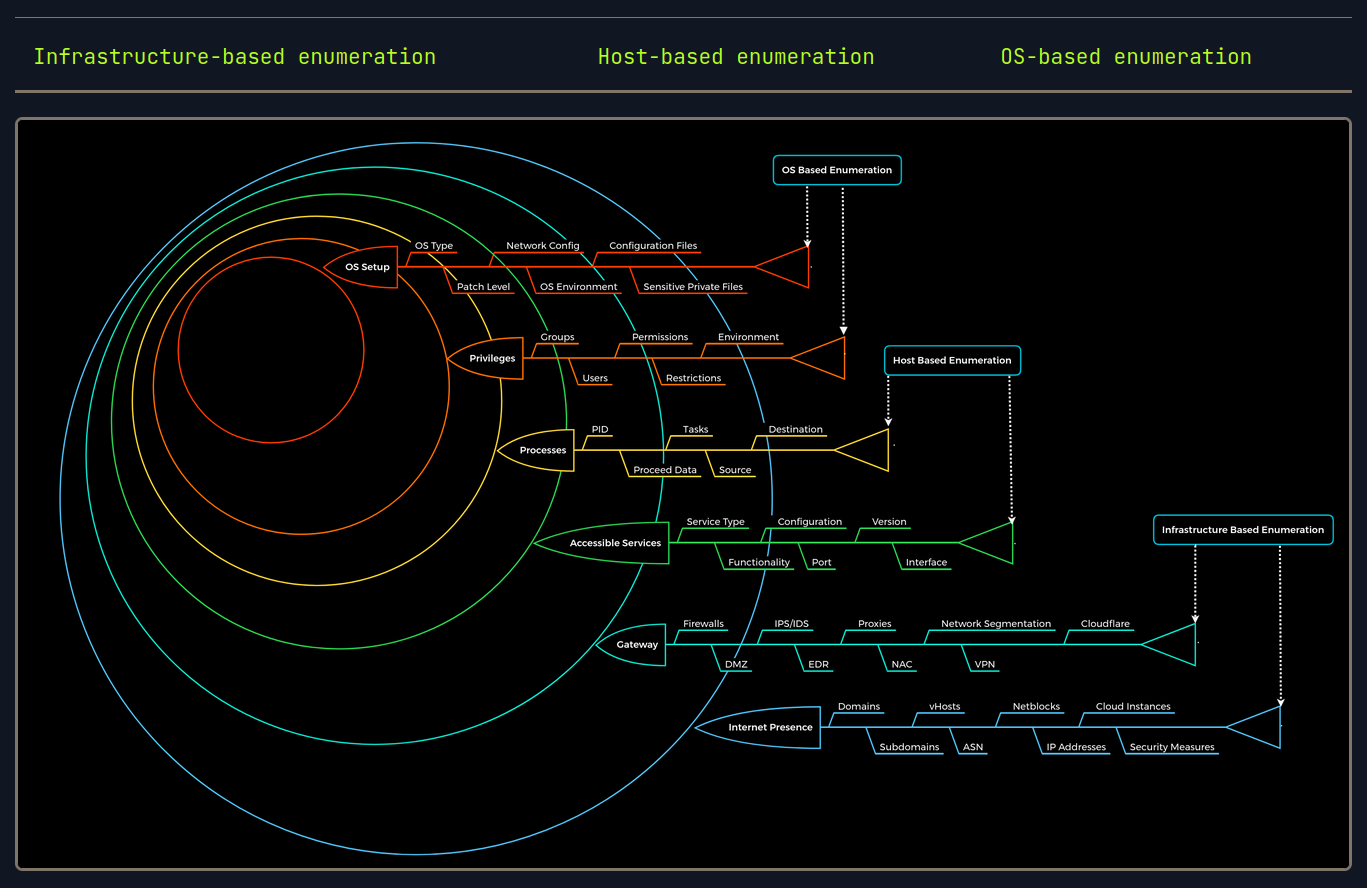 Infrastructure-based enumeration
Host-based enumeration
OS-based enumeration
OS Based Enumeration
OS Setup
OS Type
Network Config
Configuration Files
Patch Level
OS Environment
Sensitive Private Files
Privileges
Groups
Permissions
Environment
Users
Restrictions
Host Based Enumeration
Processes
PID
Tasks
Destination
Proceed Data
Source
Accessible Services
Service Type
Configuration
Version
Functionality
Port
Interface
Infrastructure Based Enumeration
Gateway
Firewalls
IPS/IDS
Proxies
Network Segmentation
Cloudflare
DMZ
EDR
NAC
VPN
Internet Presence
Domains
vHosts
Netblocks
Cloud Instances
Subdomains
ASN
IP Addresses
Security Measures